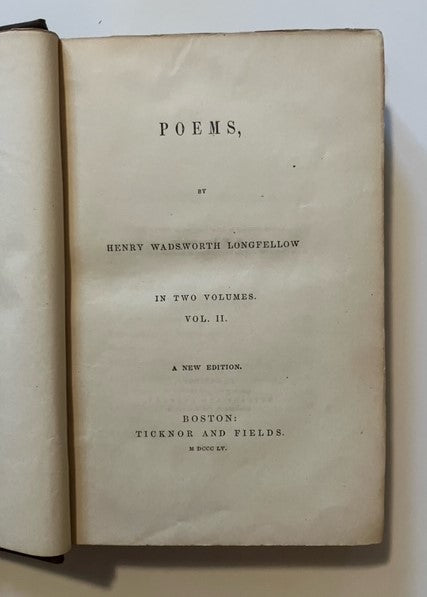 POEMS,
BY
HENRY WADSWORTH LONGFELLOW
IN TWO VOLUMES.
VOL. II.
A NEW EDITION.
BOSTON:
TICKNOR AND FIELDS.
M DCCC LV.